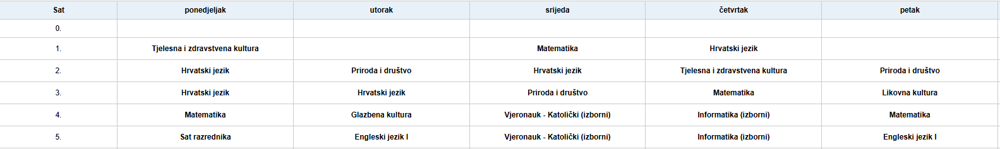 Sat ponedjeljak utorak srijeda četvrtak petak
0.
1. Tjelesna i zdravstvena kultura Matematika Hrvatski jezik
2. Hrvatski jezik Priroda i društvo Hrvatski jezik Tjelesna i zdravstvena kultura Priroda i društvo
3. Hrvatski jezik Hrvatski jezik Priroda i društvo Matematika Likovna kultura
4. Matematika Glazbena kultura Vjeronauk - Katolički (izborni) Informatika (izborni) Matematika
5. Sat razrednika Engleski jezik I Vjeronauk - Katolički (izborni) Informatika (izborni) Engleski jezik I